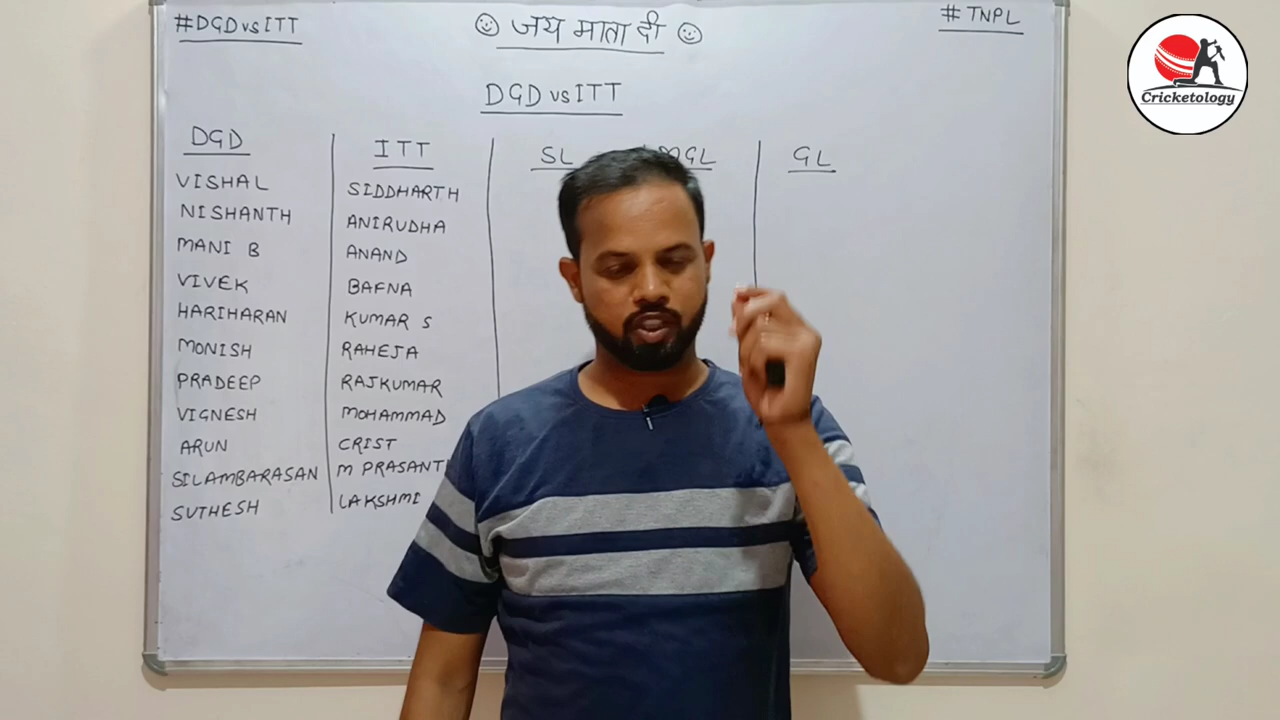 #DGDvsITT
जय माता दी
# TNPL
Cricketology
DGD vs ITT
DGD
VISHAL
NISHANTH
MANI B
VIVEK
HARIHARAN
MONISH
PRADEEP
VIGNESH
ARUN
SILAMBARASAN
SUTHESH
ITT
SIDDHARTH
ANIRUDHA
ANAND
BAFNA
KUMAR S
RAHEJA
RAJKUMAR
MOHAMMAD
CRIST
M PRASANT
LAKSHMI
SL
GL
GL